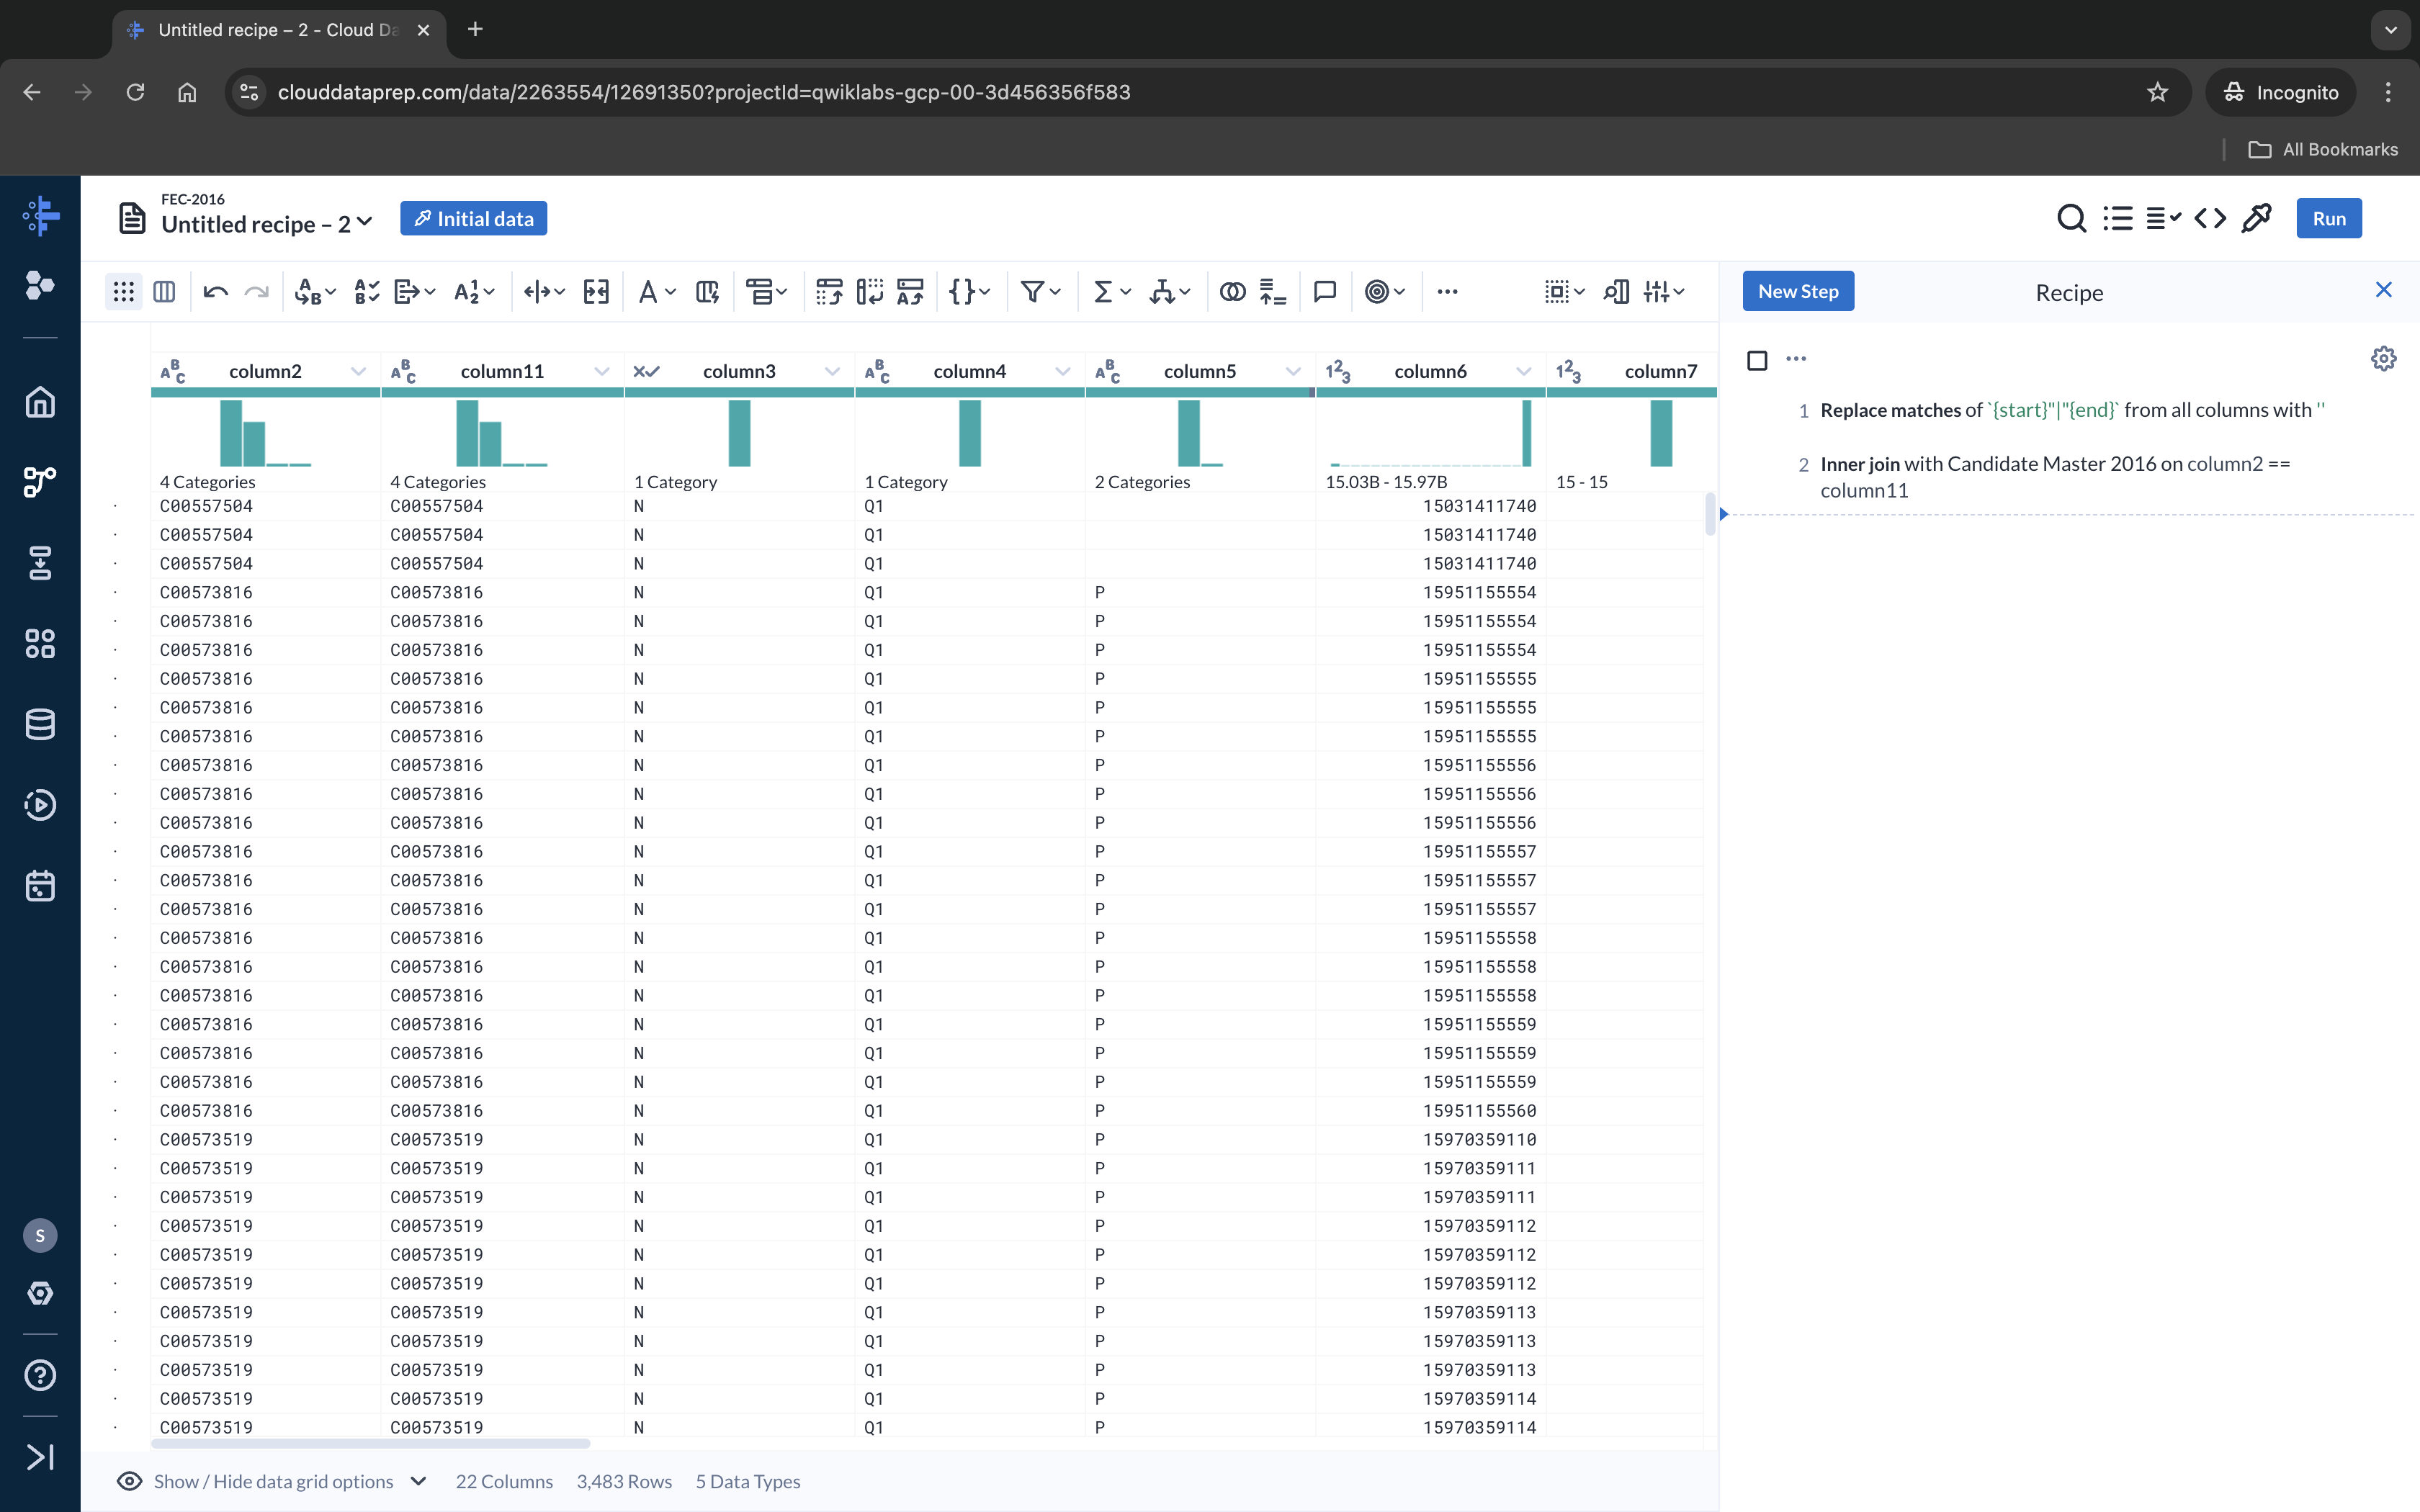 Untitled recipe – 2 - Cloud Da
clouddataprep.com/data/2263554/12691350?projectId=qwiklabs-gcp-00-3d456356f583
Incognito
All Bookmarks
FEC-2016
Untitled recipe – 2
Initial data
Run
New Step
Recipe
column2 column11 column3 column4 column5 column6 column7
4 Categories 4 Categories 1 Category 1 Category 2 Categories 15.03B - 15.97B 15 - 15
C00557504 C00557504 N Q1 15031411740
C00557504 C00557504 N Q1 15031411740
C00557504 C00557504 N Q1 15031411740
C00573816 C00573816 N Q1 P 15951155554
C00573816 C00573816 N Q1 P 15951155554
C00573816 C00573816 N Q1 P 15951155554
C00573816 C00573816 N Q1 P 15951155555
C00573816 C00573816 N Q1 P 15951155555
C00573816 C00573816 N Q1 P 15951155555
C00573816 C00573816 N Q1 P 15951155556
C00573816 C00573816 N Q1 P 15951155556
C00573816 C00573816 N Q1 P 15951155556
C00573816 C00573816 N Q1 P 15951155557
C00573816 C00573816 N Q1 P 15951155557
C00573816 C00573816 N Q1 P 15951155557
C00573816 C00573816 N Q1 P 15951155558
C00573816 C00573816 N Q1 P 15951155558
C00573816 C00573816 N Q1 P 15951155558
C00573816 C00573816 N Q1 P 15951155559
C00573816 C00573816 N Q1 P 15951155559
C00573816 C00573816 N Q1 P 15951155559
C00573816 C00573816 N Q1 P 15951155560
C00573519 C00573519 N Q1 P 15970359110
C00573519 C00573519 N Q1 P 15970359111
C00573519 C00573519 N Q1 P 15970359111
C00573519 C00573519 N Q1 P 15970359112
C00573519 C00573519 N Q1 P 15970359112
C00573519 C00573519 N Q1 P 15970359112
C00573519 C00573519 N Q1 P 15970359113
C00573519 C00573519 N Q1 P 15970359113
C00573519 C00573519 N Q1 P 15970359113
C00573519 C00573519 N Q1 P 15970359114
C00573519 C00573519 N Q1 P 15970359114
1 Replace matches of `{start}"|"{end}` from all columns with ''
2 Inner join with Candidate Master 2016 on column2 ==
column11
S
Show / Hide data grid options 22 Columns 3,483 Rows 5 Data Types